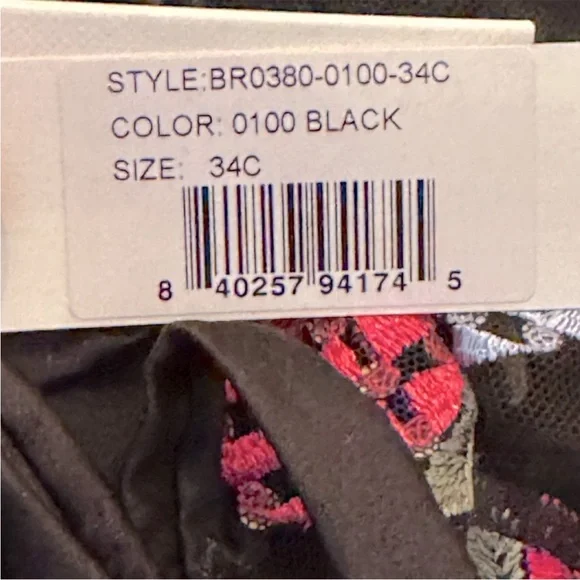 STYLE:BR0380-0100-34C
COLOR: 0100 BLACK
SIZE: 34C
8 40257 94174 5